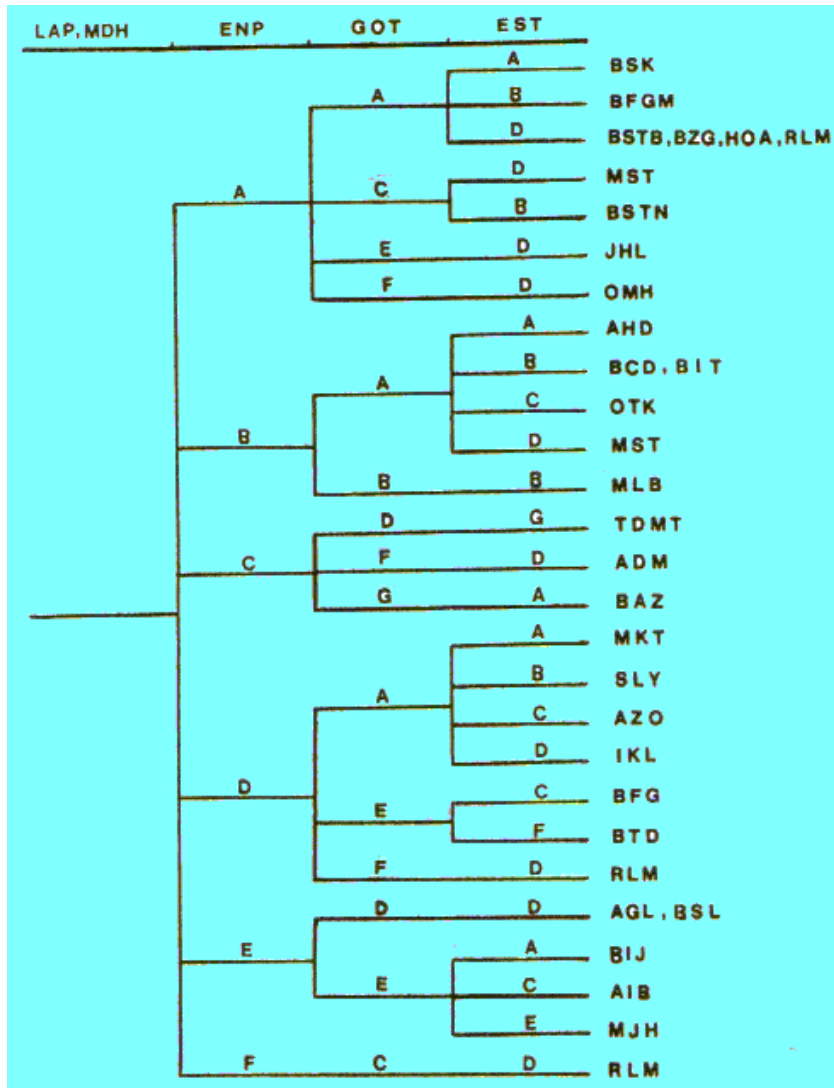 LAP, MDH ENP GOT EST
A BSK
A B BFGM
D BSTB, BZG, HOA, RLM
D MST
A C
B BSTN
E D JHL
F D OMH
A AHD
B BCD, BIT
A
C OTK
B
D MST
B B MLB
D G TDMT
C F D ADM
G A BAZ
A MKT
B SLY
A
C AZO
D IKL
D
C BFG
E
F BTD
F D RLM
D D AGL, BSL
E A BIJ
E C AIB
E MJH
F C D RLM